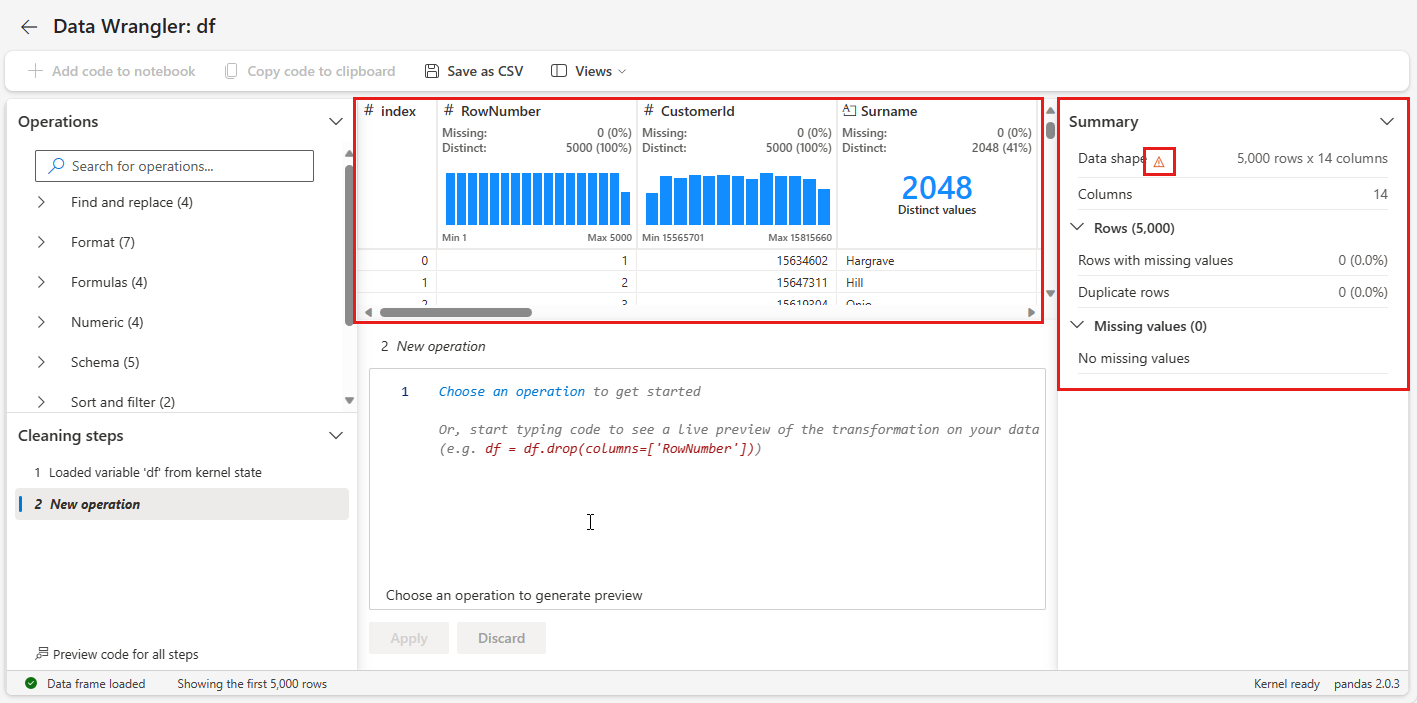 Data Wrangler: df
Add code to notebook
Copy code to clipboard
Save as CSV
Views
Operations
Search for operations...
Find and replace (4)
Format (7)
Formulas (4)
Numeric (4)
Schema (5)
Sort and filter (2)
Cleaning steps
1 Loaded variable 'df' from kernel state
2 New operation
Preview code for all steps
# index
# RowNumber
Missing: 0 (0%)
Distinct: 5000 (100%)
Min 1 Max 5000
# CustomerId
Missing: 0 (0%)
Distinct: 5000 (100%)
Min 15565701 Max 15815660
Surname
Missing: 0 (0%)
Distinct: 2048 (41%)
2048
Distinct values
0 1 15634602 Hargrave
1 2 15647311 Hill
2 3 15619304 Onio
2 New operation
1 Choose an operation to get started
Or, start typing code to see a live preview of the transformation on your data
(e.g. df = df.drop(columns=['RowNumber']))
Choose an operation to generate preview
Apply
Discard
Summary
Data shape 5,000 rows x 14 columns
Columns 14
Rows (5,000)
Rows with missing values 0 (0.0%)
Duplicate rows 0 (0.0%)
Missing values (0)
No missing values
Data frame loaded
Showing the first 5,000 rows
Kernel ready
pandas 2.0.3